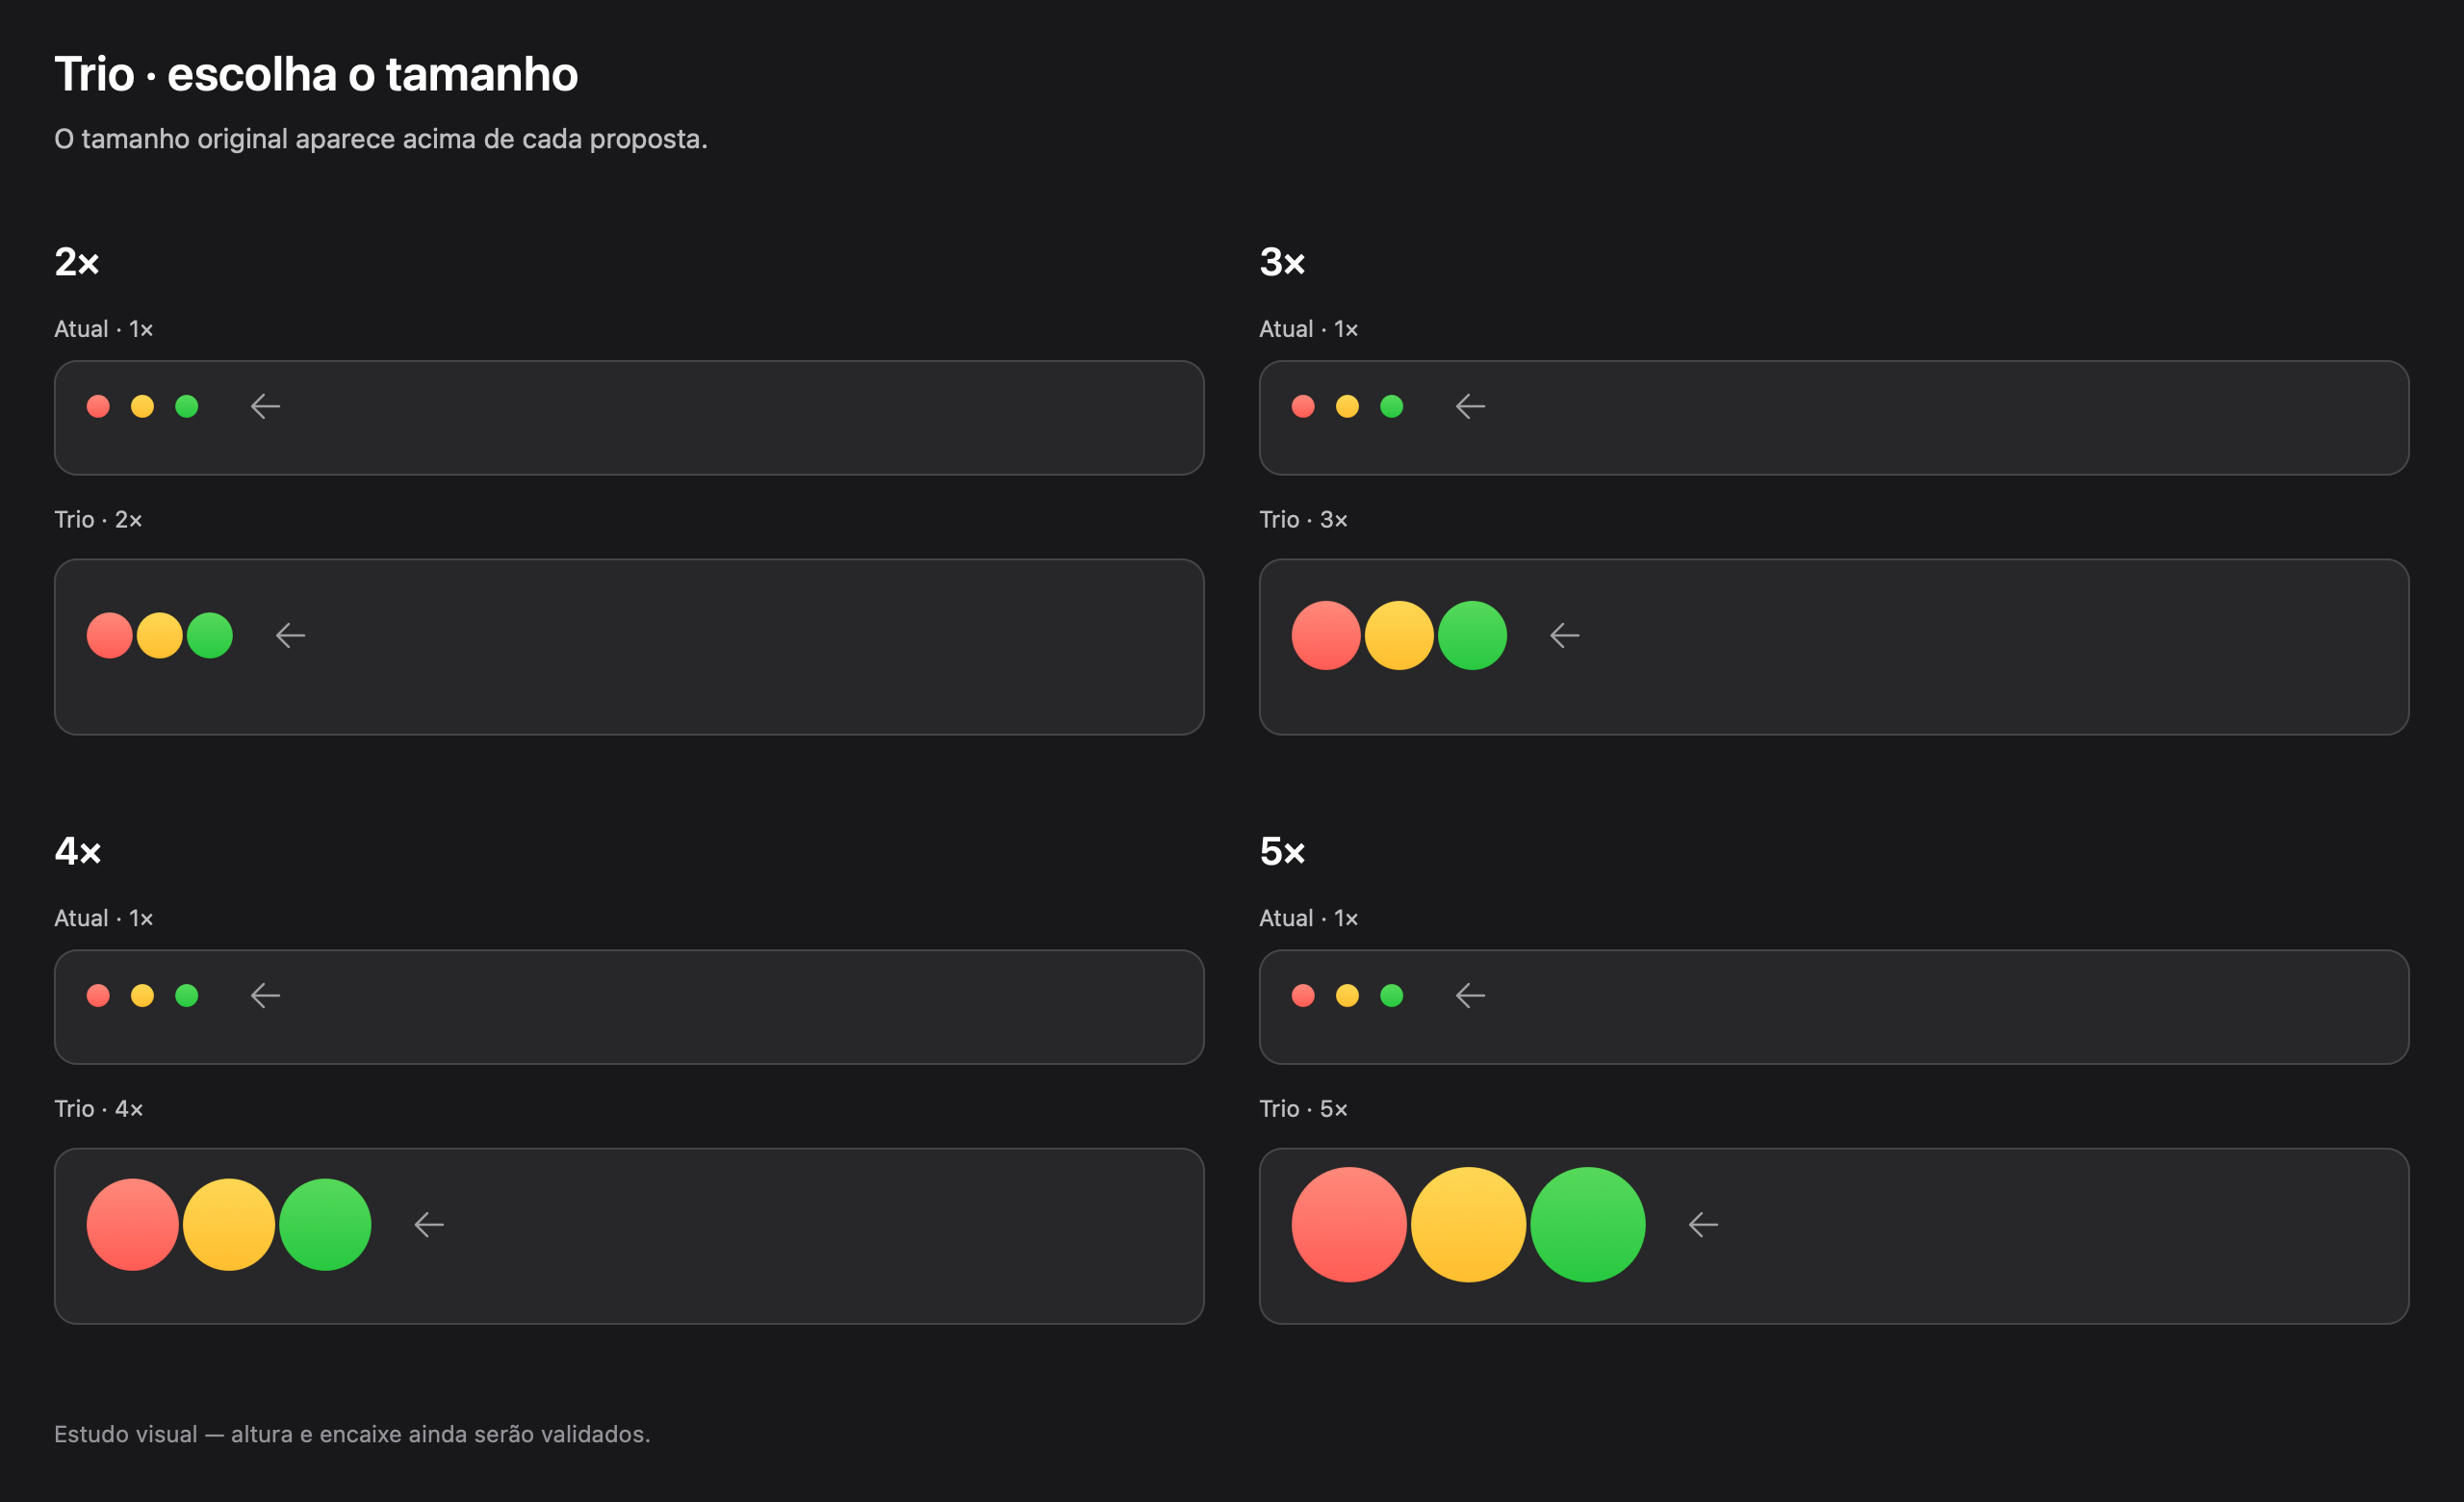 Trio · escolha o tamanho
O tamanho original aparece acima de cada proposta.
2×
Atual · 1×
Trio · 2×
3×
Atual · 1×
Trio · 3×
4×
Atual · 1×
Trio · 4×
5×
Atual · 1×
Trio · 5×
Estudo visual — altura e encaixe ainda serão validados.